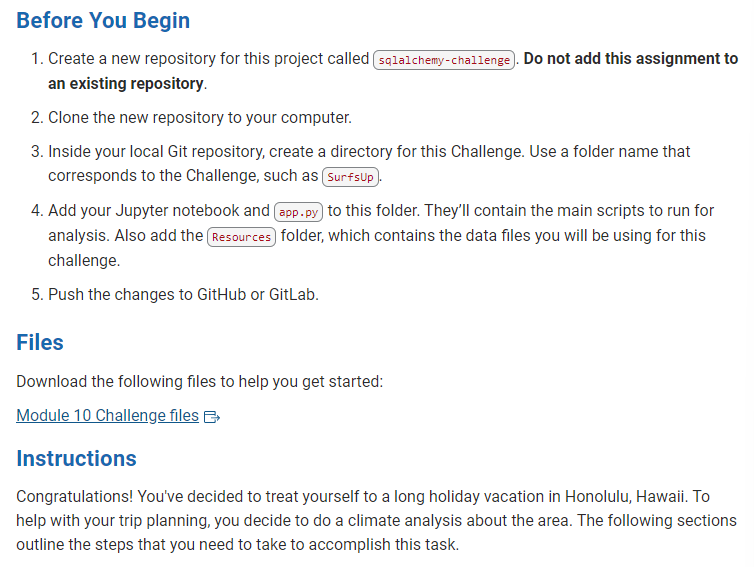 Before You Begin
1. Create a new repository for this project called sqlalchemy-challenge. Do not add this assignment to
an existing repository.
2. Clone the new repository to your computer.
3. Inside your local Git repository, create a directory for this Challenge. Use a folder name that
corresponds to the Challenge, such as SurfsUp.
4. Add your Jupyter notebook and app.py to this folder. They’ll contain the main scripts to run for
analysis. Also add the Resources folder, which contains the data files you will be using for this
challenge.
5. Push the changes to GitHub or GitLab.
Files
Download the following files to help you get started:
Module 10 Challenge files
Instructions
Congratulations! You've decided to treat yourself to a long holiday vacation in Honolulu, Hawaii. To
help with your trip planning, you decide to do a climate analysis about the area. The following sections
outline the steps that you need to take to accomplish this task.